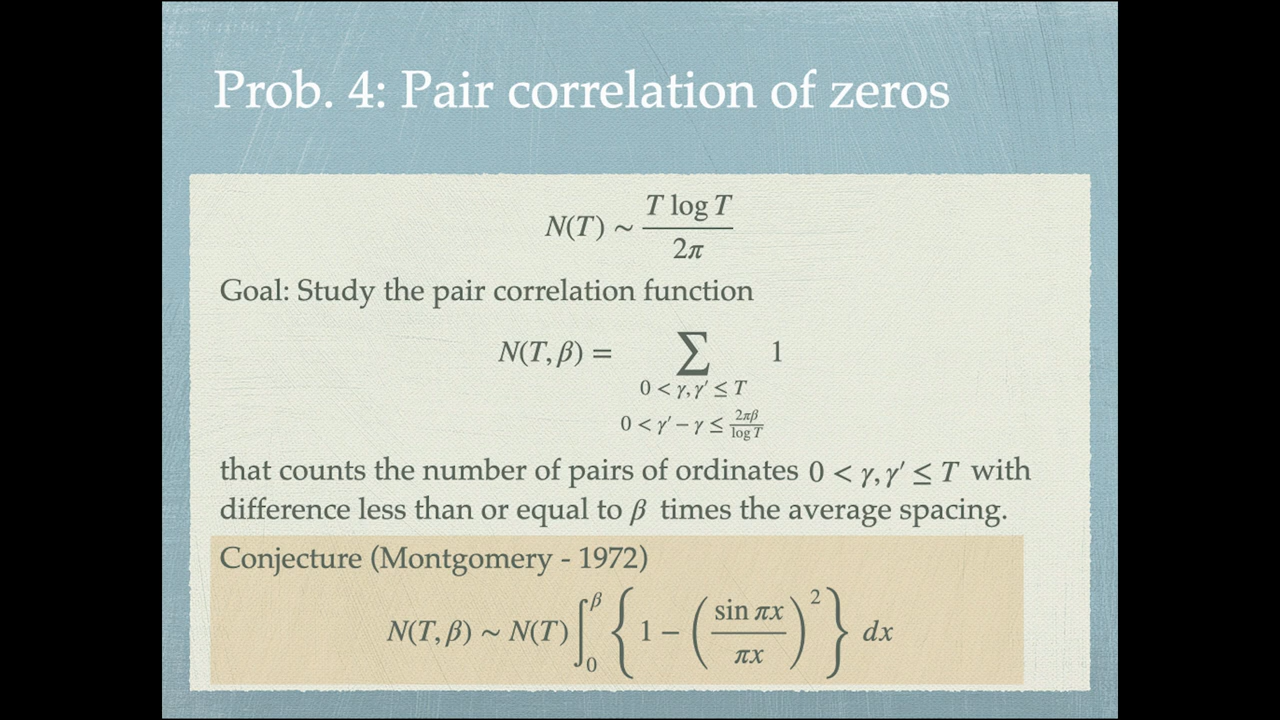 Prob. 4: Pair correlation of zeros
N(T) ∼ T log T / 2π
Goal: Study the pair correlation function
N(T, β) = ∑ 1
0 < γ, γ′ ≤ T
0 < γ′ − γ ≤ 2πβ / log T
that counts the number of pairs of ordinates 0 < γ, γ′ ≤ T with
difference less than or equal to β times the average spacing.
Conjecture (Montgomery - 1972)
N(T, β) ∼ N(T) ∫₀^β { 1 − ( sin πx / πx )² } dx